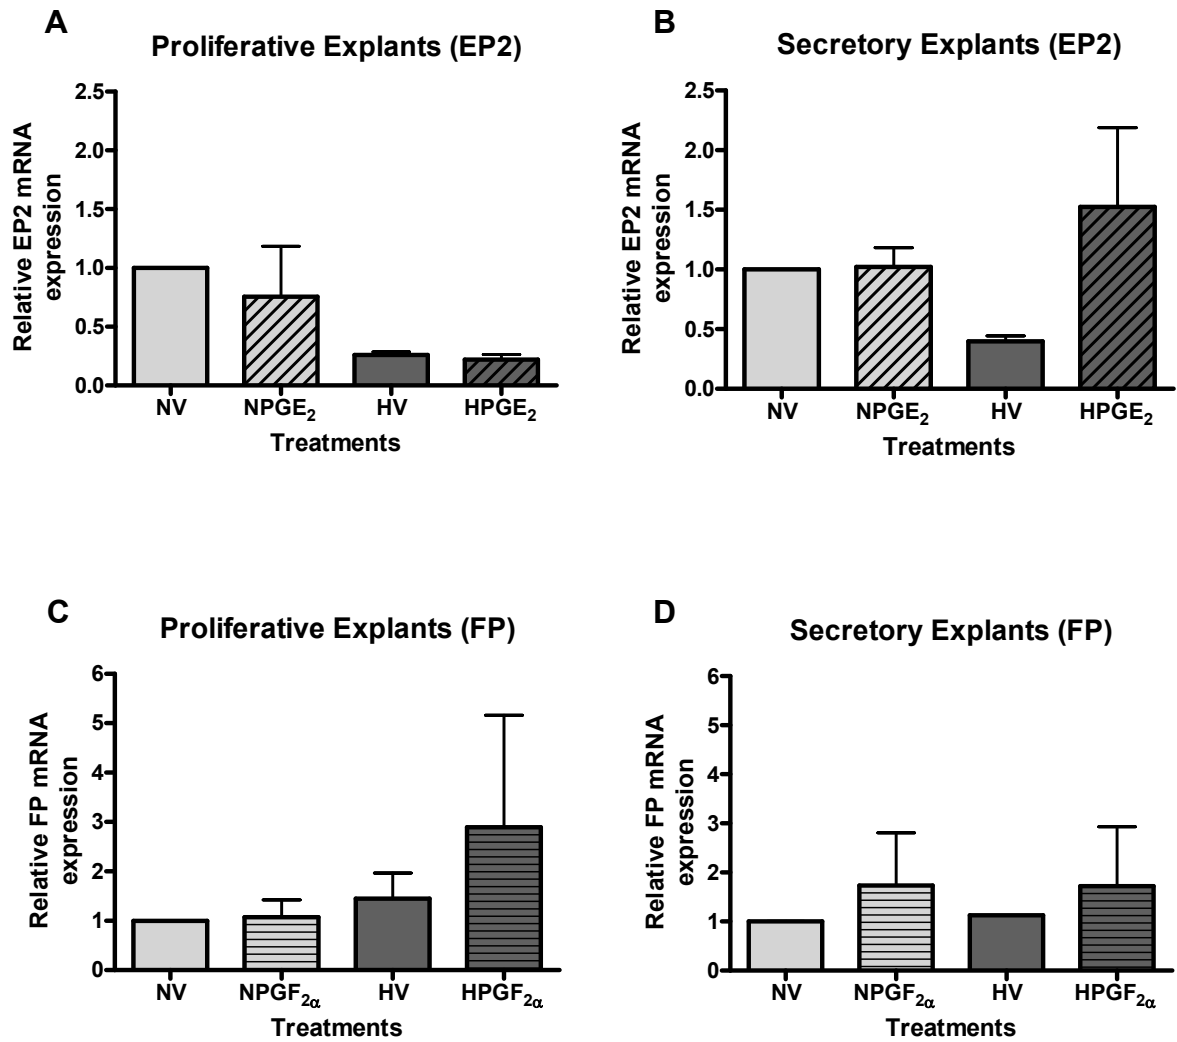 A
Proliferative Explants (EP2)
Relative EP2 mRNA
expression
2.5
2.0
1.5
1.0
0.5
0.0
NV NPGE₂ HV HPGE₂
Treatments
B
Secretory Explants (EP2)
Relative EP2 mRNA
expression
2.5
2.0
1.5
1.0
0.5
0.0
NV NPGE₂ HV HPGE₂
Treatments
C
Proliferative Explants (FP)
Relative FP mRNA
expression
6
5
4
3
2
1
0
NV NPGF₂α HV HPGF₂α
Treatments
D
Secretory Explants (FP)
Relative FP mRNA
expression
6
5
4
3
2
1
0
NV NPGF₂α HV HPGF₂α
Treatments